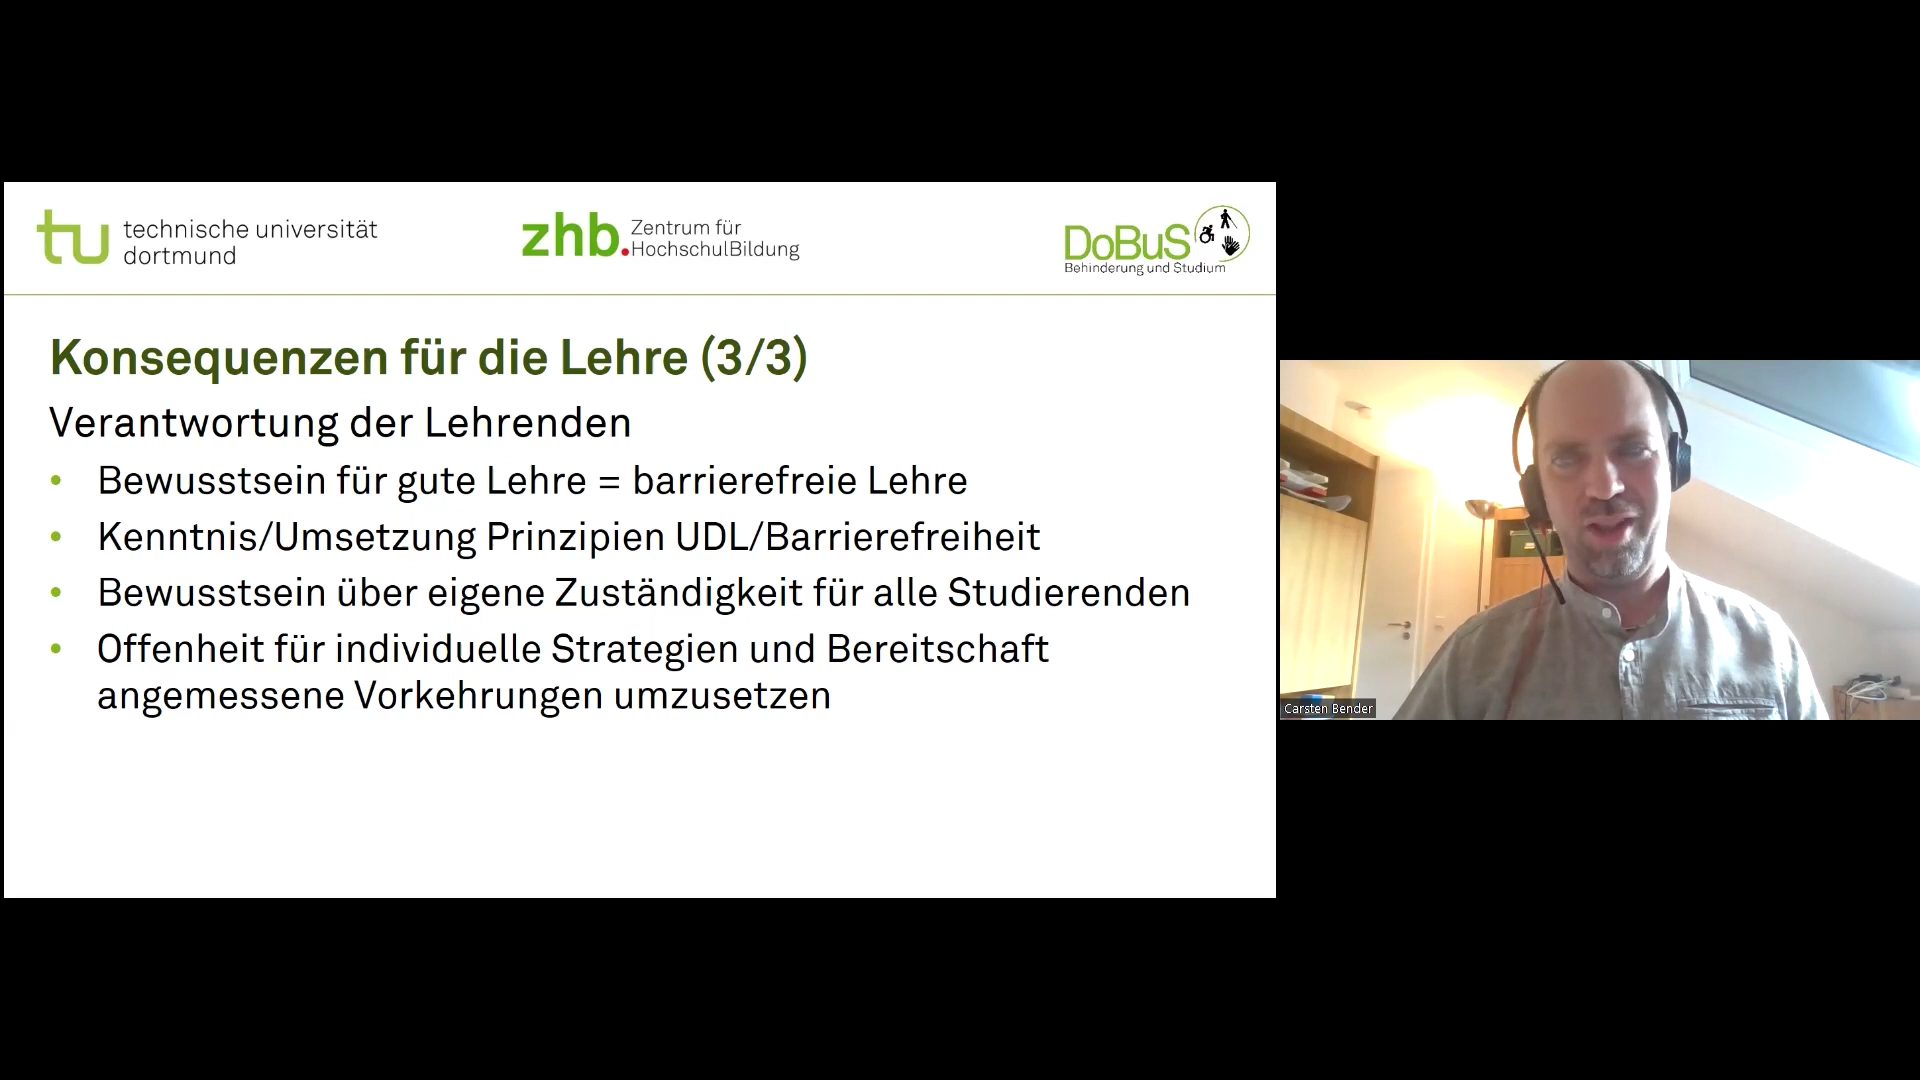 tu technische universität
dortmund
zhb. Zentrum für
HochschulBildung
DoBuS
Behinderung und Studium
Konsequenzen für die Lehre (3/3)
Verantwortung der Lehrenden
• Bewusstsein für gute Lehre = barrierefreie Lehre
• Kenntnis/Umsetzung Prinzipien UDL/Barrierefreiheit
• Bewusstsein über eigene Zuständigkeit für alle Studierenden
• Offenheit für individuelle Strategien und Bereitschaft
angemessene Vorkehrungen umzusetzen
Carsten Bender